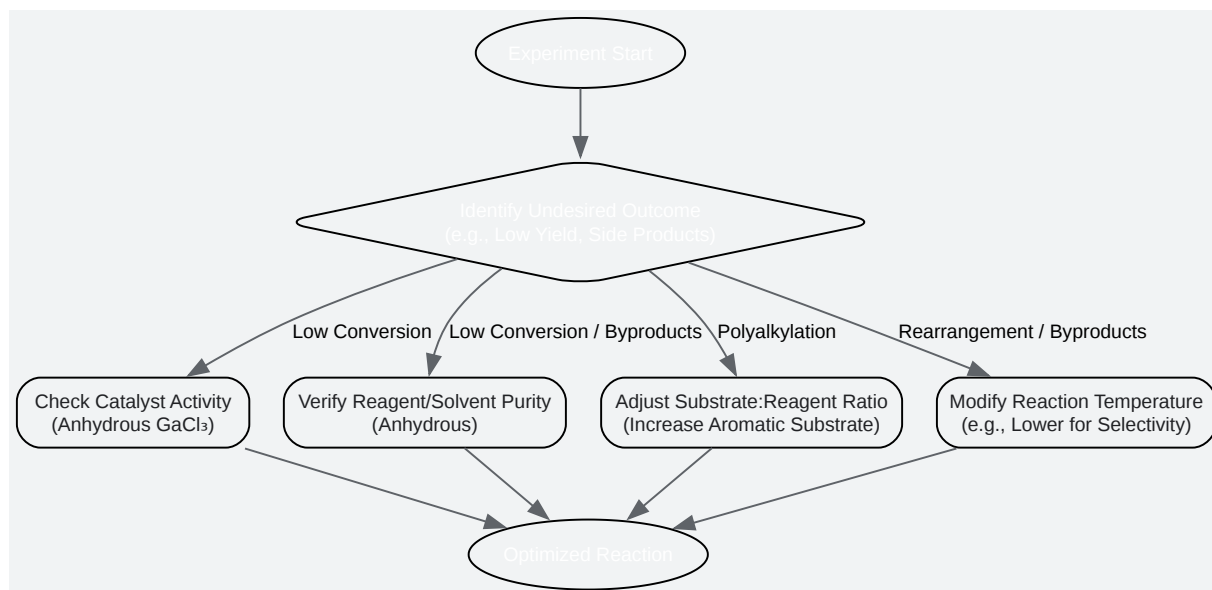 Experiment Start
Identify Undesired Outcome
(e.g., Low Yield, Side Products)
Low Conversion
Low Conversion / Byproducts
Polyalkylation
Rearrangement / Byproducts
Check Catalyst Activity
(Anhydrous GaCl₃)
Verify Reagent/Solvent Purity
(Anhydrous)
Adjust Substrate:Reagent Ratio
(Increase Aromatic Substrate)
Modify Reaction Temperature
(e.g., Lower for Selectivity)
Optimized Reaction